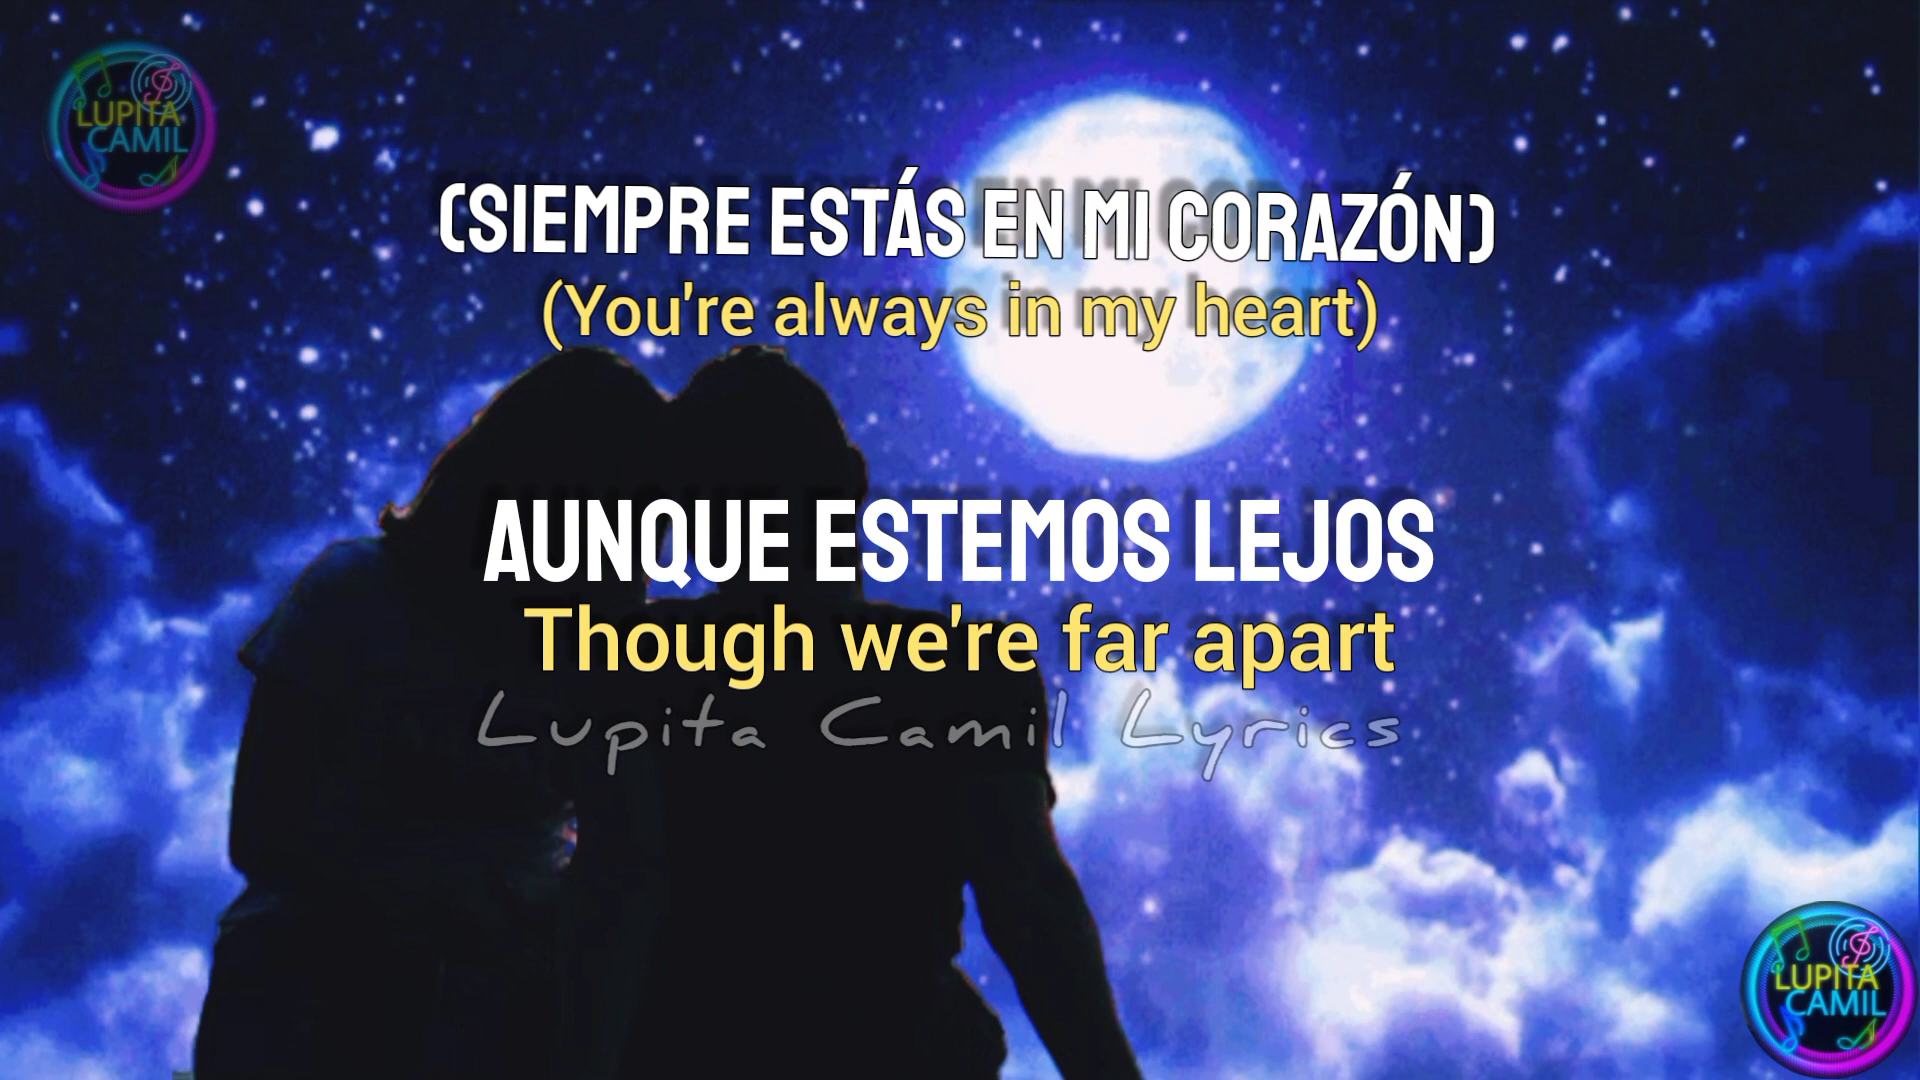 LUPITA
CAMIL
(SIEMPRE ESTÁS EN MI CORAZÓN)
(You're always in my heart)
AUNQUE ESTEMOS LEJOS
Though we're far apart
Lupita Camil Lyrics
LUPITA
CAMIL